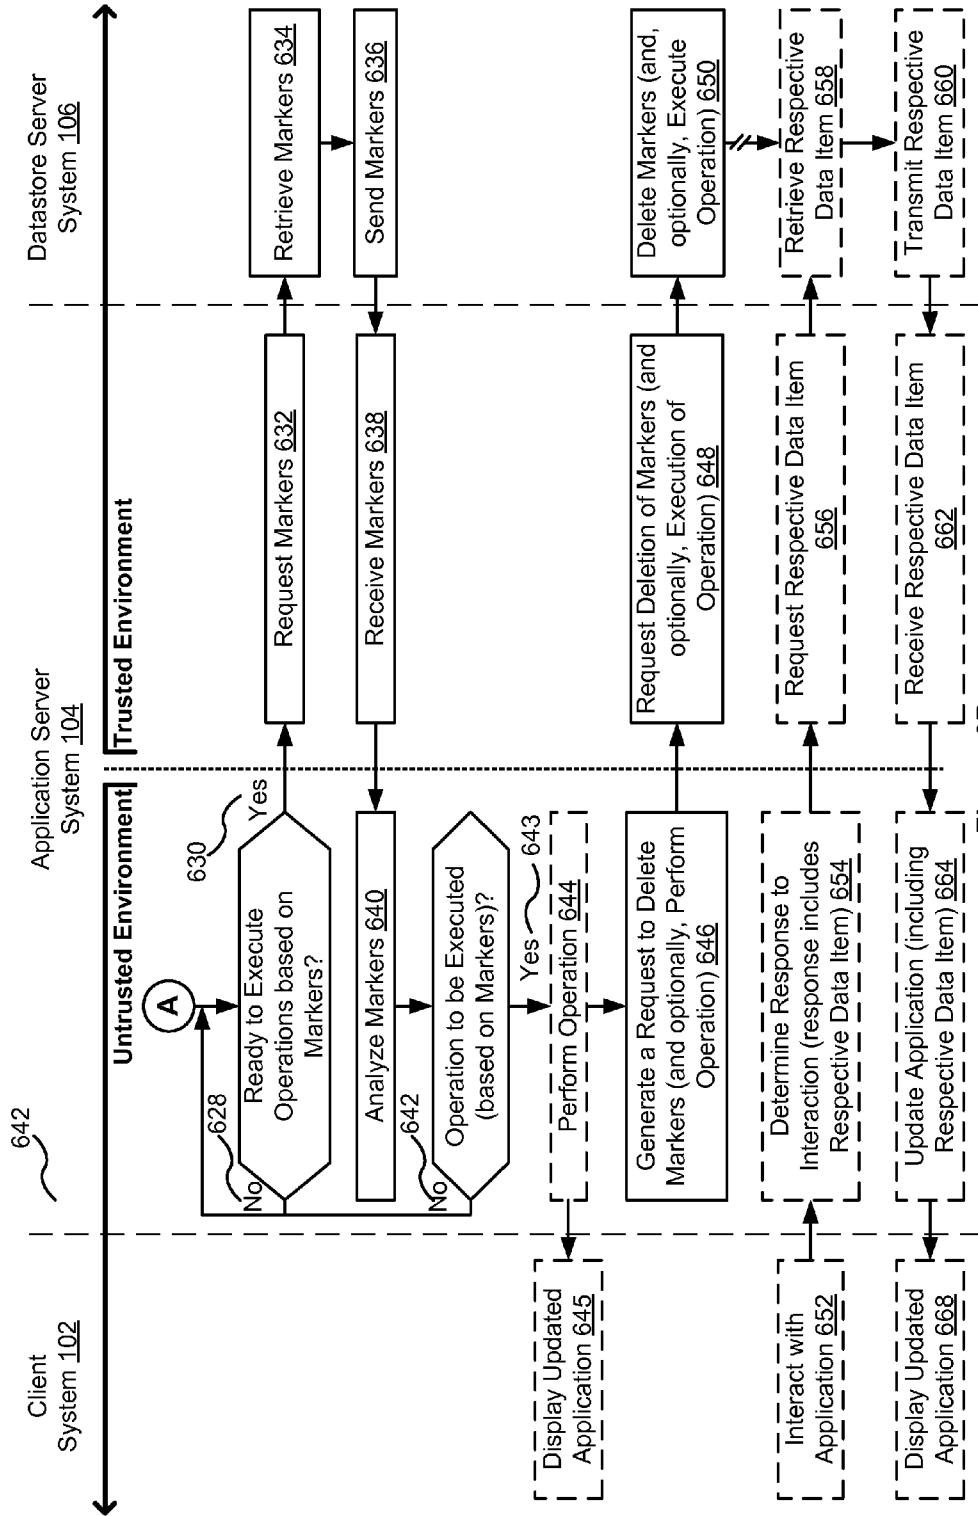 642
Client
System 102
Application Server
System 104
Datastore Server
System 106
Untrusted Environment
Trusted Environment
A
Ready to Execute
Operations based on
Markers?
628
No
630
Yes
Request Markers 632
Retrieve Markers 634
Send Markers 636
Receive Markers 638
Analyze Markers 640
Operation to be Executed
(based on Markers)?
642
No
Yes
643
Perform Operation 644
Display Updated
Application 645
Generate a Request to Delete
Markers (and optionally, Perform
Operation) 646
Request Deletion of Markers (and
optionally, Execution of
Operation) 648
Delete Markers (and,
optionally, Execute
Operation) 650
Interact with
Application 652
Determine Response to
Interaction (response includes
Respective Data Item) 654
Request Respective Data Item
656
Retrieve Respective
Data Item 658
Transmit Respective
Data Item 660
Receive Respective Data Item
662
Update Application (including
Respective Data Item) 664
Display Updated
Application 668